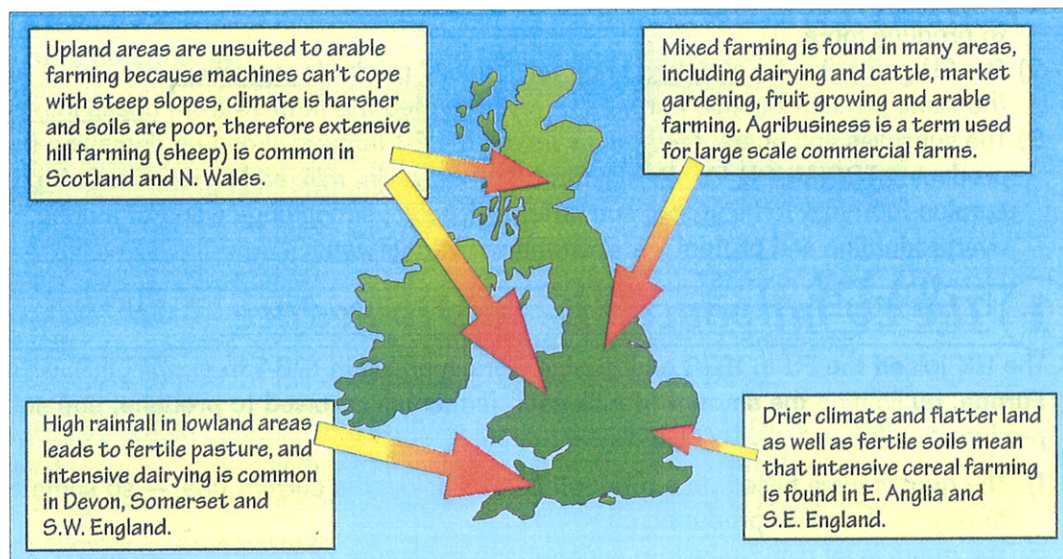 Upland areas are unsuited to arable
farming because machines can't cope
with steep slopes, climate is harsher
and soils are poor, therefore extensive
hill farming (sheep) is common in
Scotland and N. Wales.
Mixed farming is found in many areas,
including dairying and cattle, market
gardening, fruit growing and arable
farming. Agribusiness is a term used
for large scale commercial farms.
High rainfall in lowland areas
leads to fertile pasture, and
intensive dairying is common
in Devon, Somerset and
S.W. England.
Drier climate and flatter land
as well as fertile soils mean
that intensive cereal farming
is found in E. Anglia and
S.E. England.